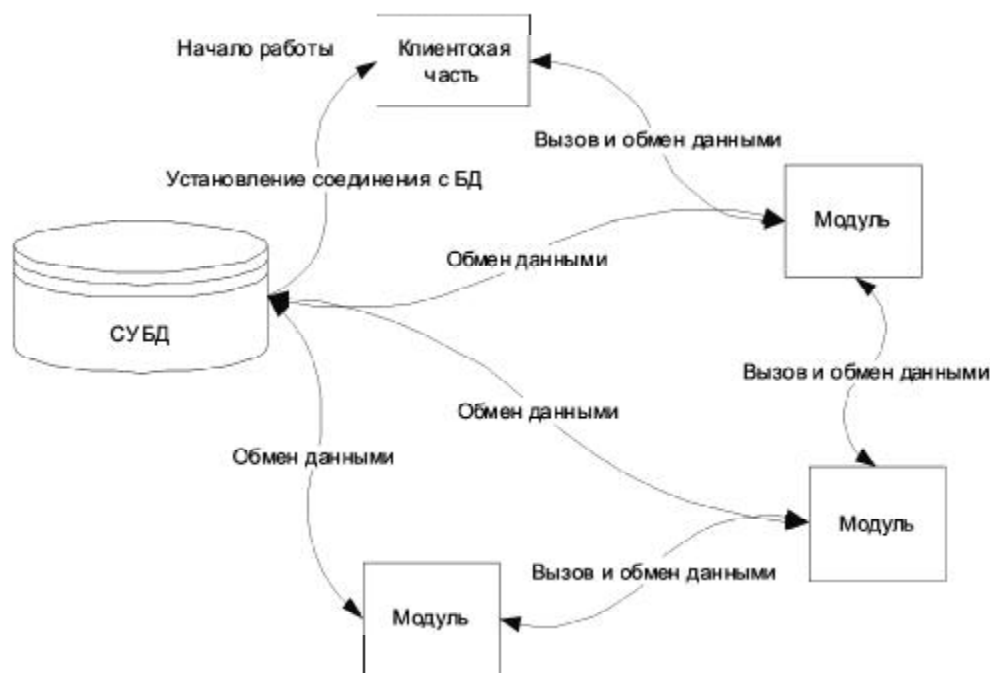 Начало работы
Клиентская
часть
Вызов и обмен данными
Установление соединения с БД
Модуль
Обмен данными
СУБД
Вызов и обмен данными
Обмен данными
Обмен данными
Модуль
Вызов и обмен данными
Модуль